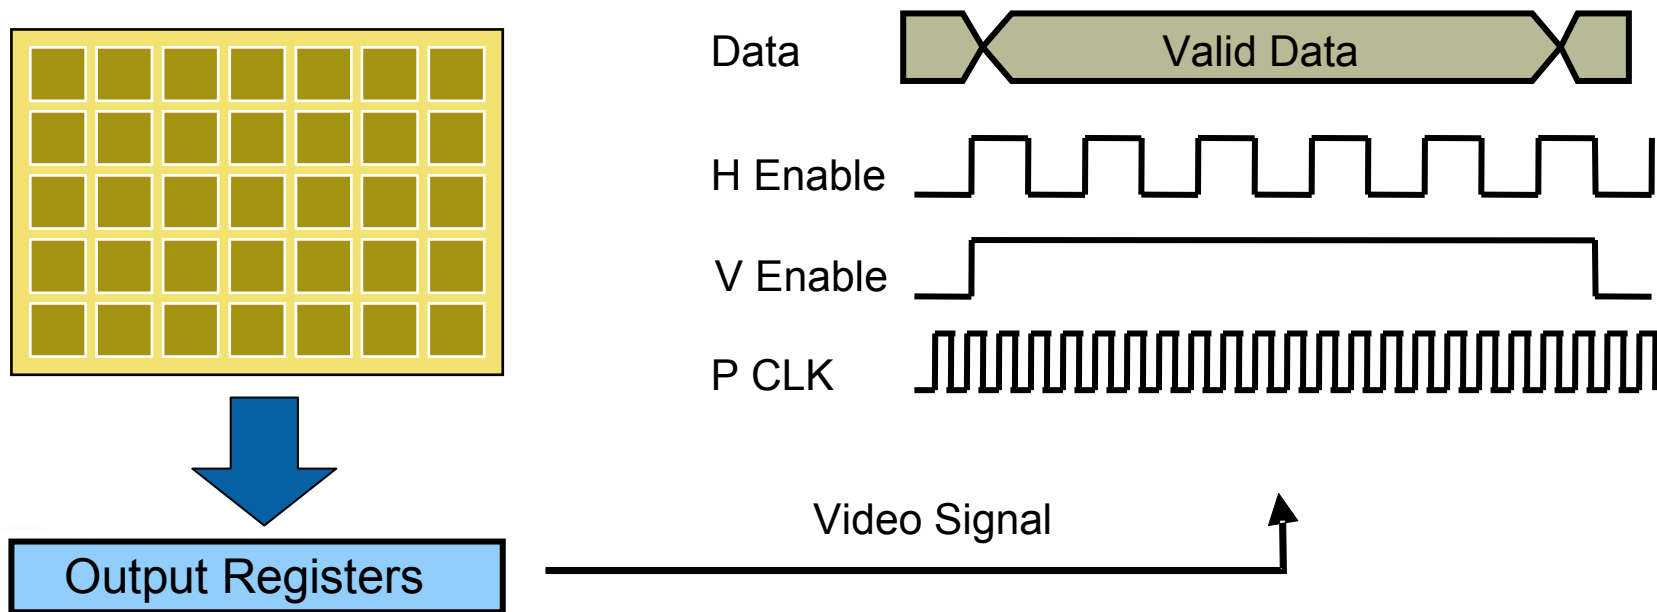 Data
Valid Data
H Enable
V Enable
P CLK
Video Signal
Output Registers